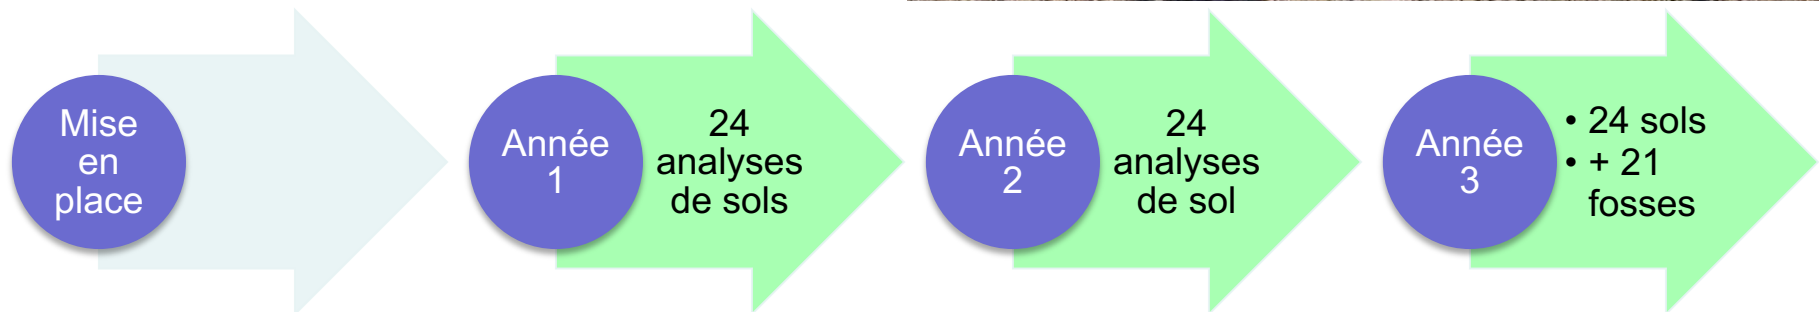 Mise
en
place
Année
1
24
analyses
de sols
Année
2
24
analyses
de sol
Année
3
• 24 sols
• + 21
fosses